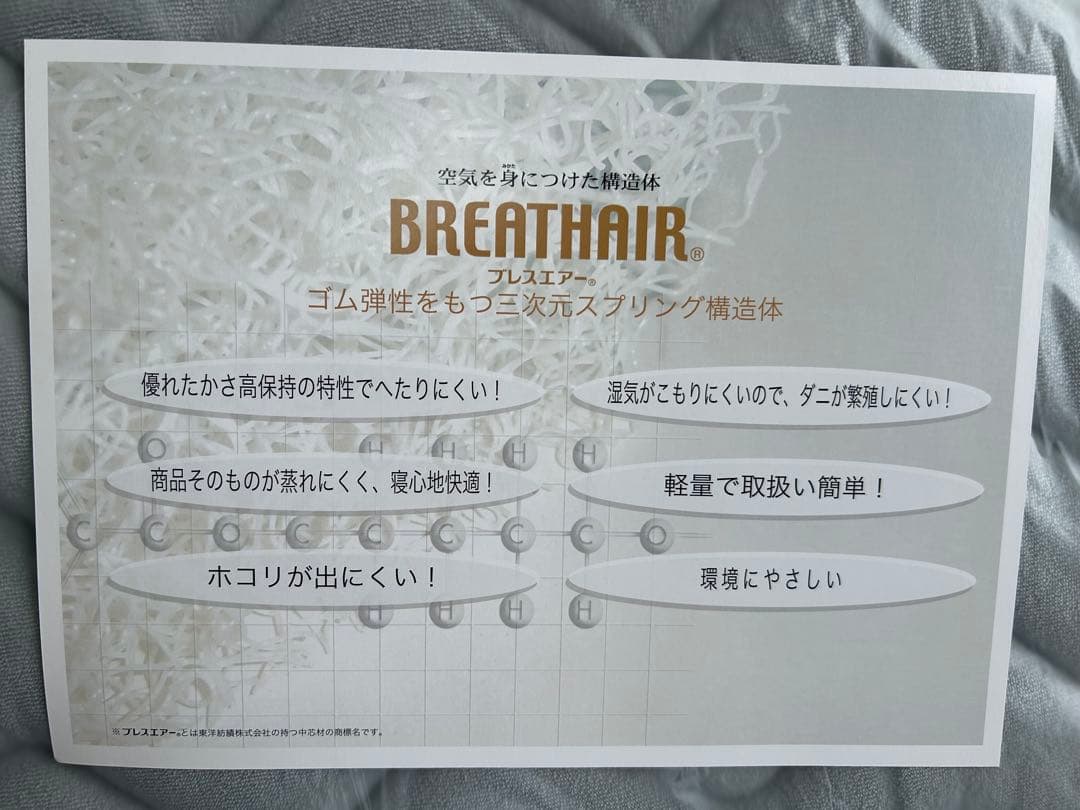 空気を身につけた構造体
みかた
BREATHAIR®
ブレスエアー®
ゴム弾性をもつ三次元スプリング構造体
優れたかさ高保持の特性でへたりにくい！
湿気がこもりにくいので、ダニが繁殖しにくい！
O H H H H
商品そのものが蒸れにくく、寝心地快適！
軽量で取扱い簡単！
C C O C C C C C O
ホコリが出にくい！
環境にやさしい
H H H H
※ブレスエアー®とは東洋紡績株式会社の持つ中芯材の商標名です。